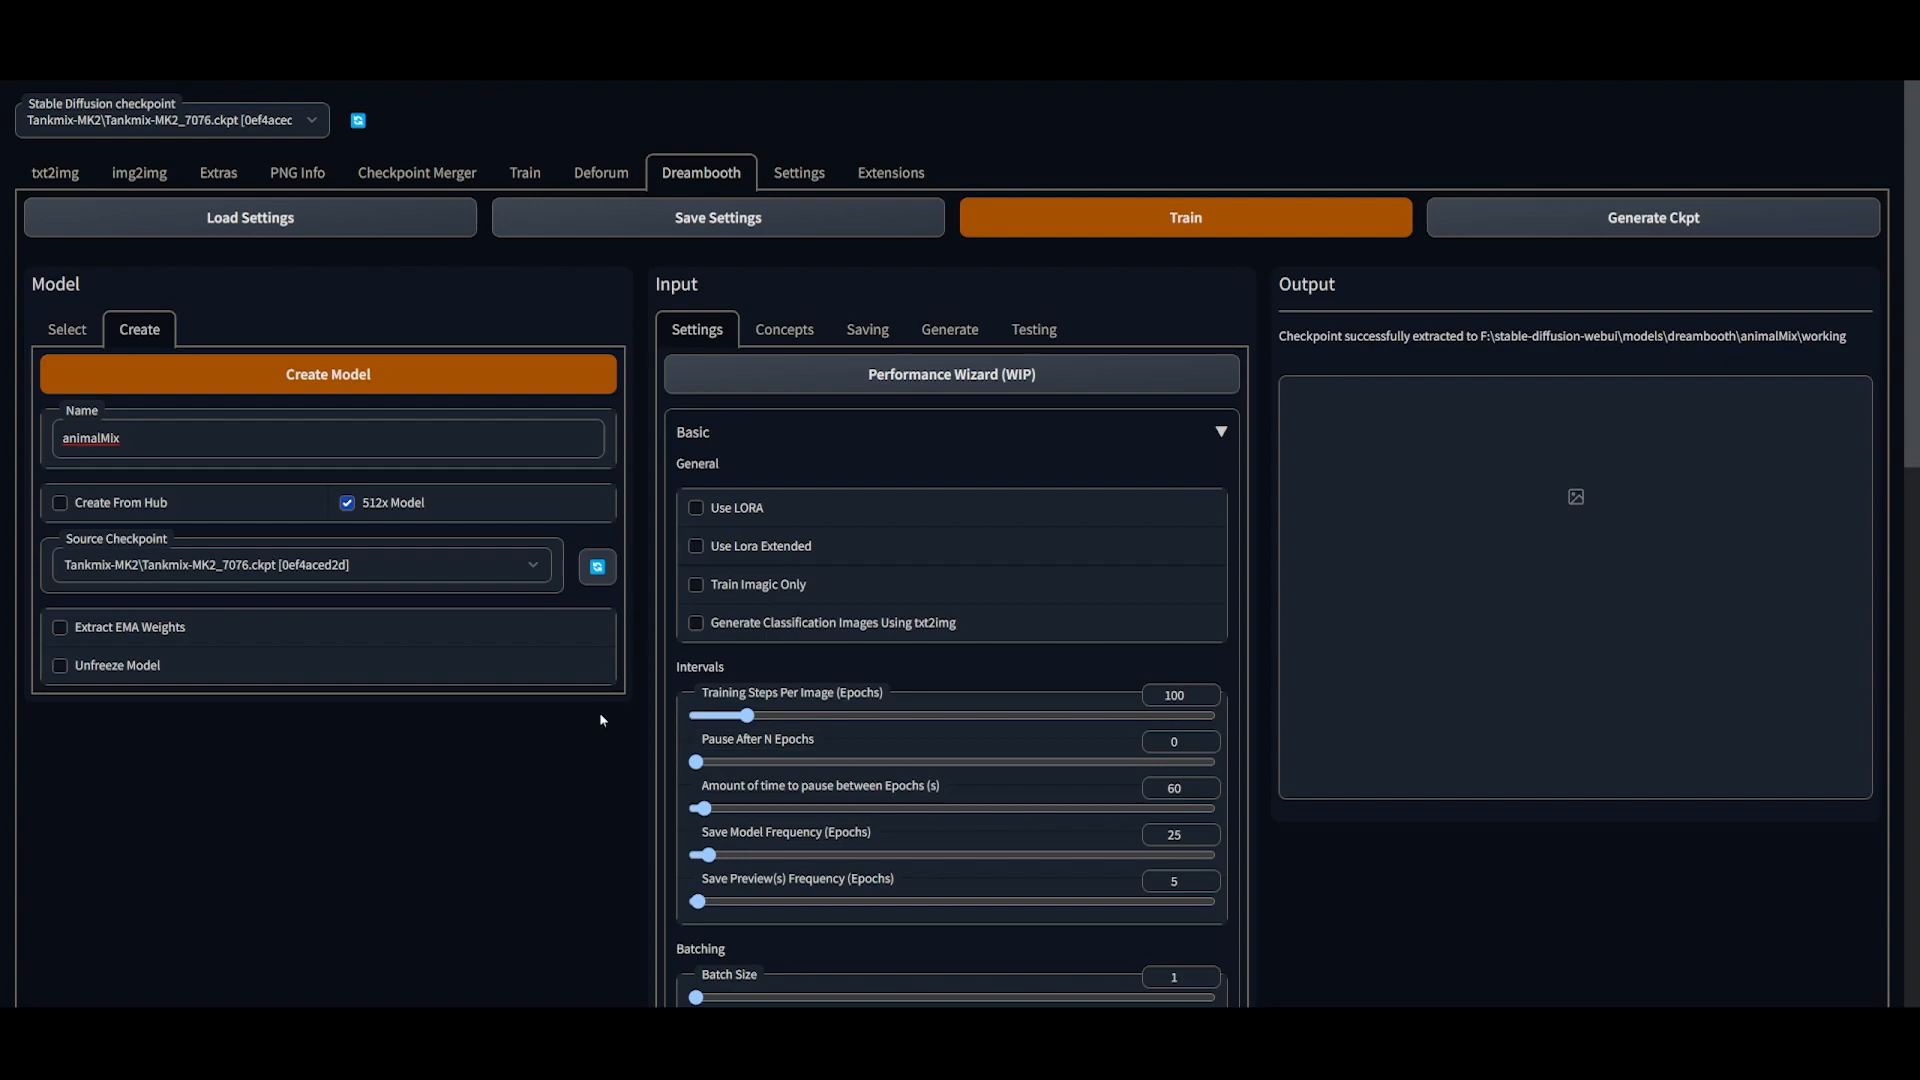 Stable Diffusion checkpoint
Tankmix-MK2\Tankmix-MK2_7076.ckpt [0ef4acec
txt2img img2img Extras PNG Info Checkpoint Merger Train Deforum Dreambooth Settings Extensions
Load Settings Save Settings Train Generate Ckpt
Model
Select Create
Create Model
Name
animalMix
Create From Hub 512x Model
Source Checkpoint
Tankmix-MK2\Tankmix-MK2_7076.ckpt [0ef4aced2d]
Extract EMA Weights
Unfreeze Model
Input
Settings Concepts Saving Generate Testing
Performance Wizard (WIP)
Basic
General
Use LORA
Use Lora Extended
Train Imagic Only
Generate Classification Images Using txt2img
Intervals
Training Steps Per Image (Epochs) 100
Pause After N Epochs 0
Amount of time to pause between Epochs (s) 60
Save Model Frequency (Epochs) 25
Save Preview(s) Frequency (Epochs) 5
Batching
Batch Size 1
Output
Checkpoint successfully extracted to F:\stable-diffusion-webui\models\dreambooth\animalMix\working